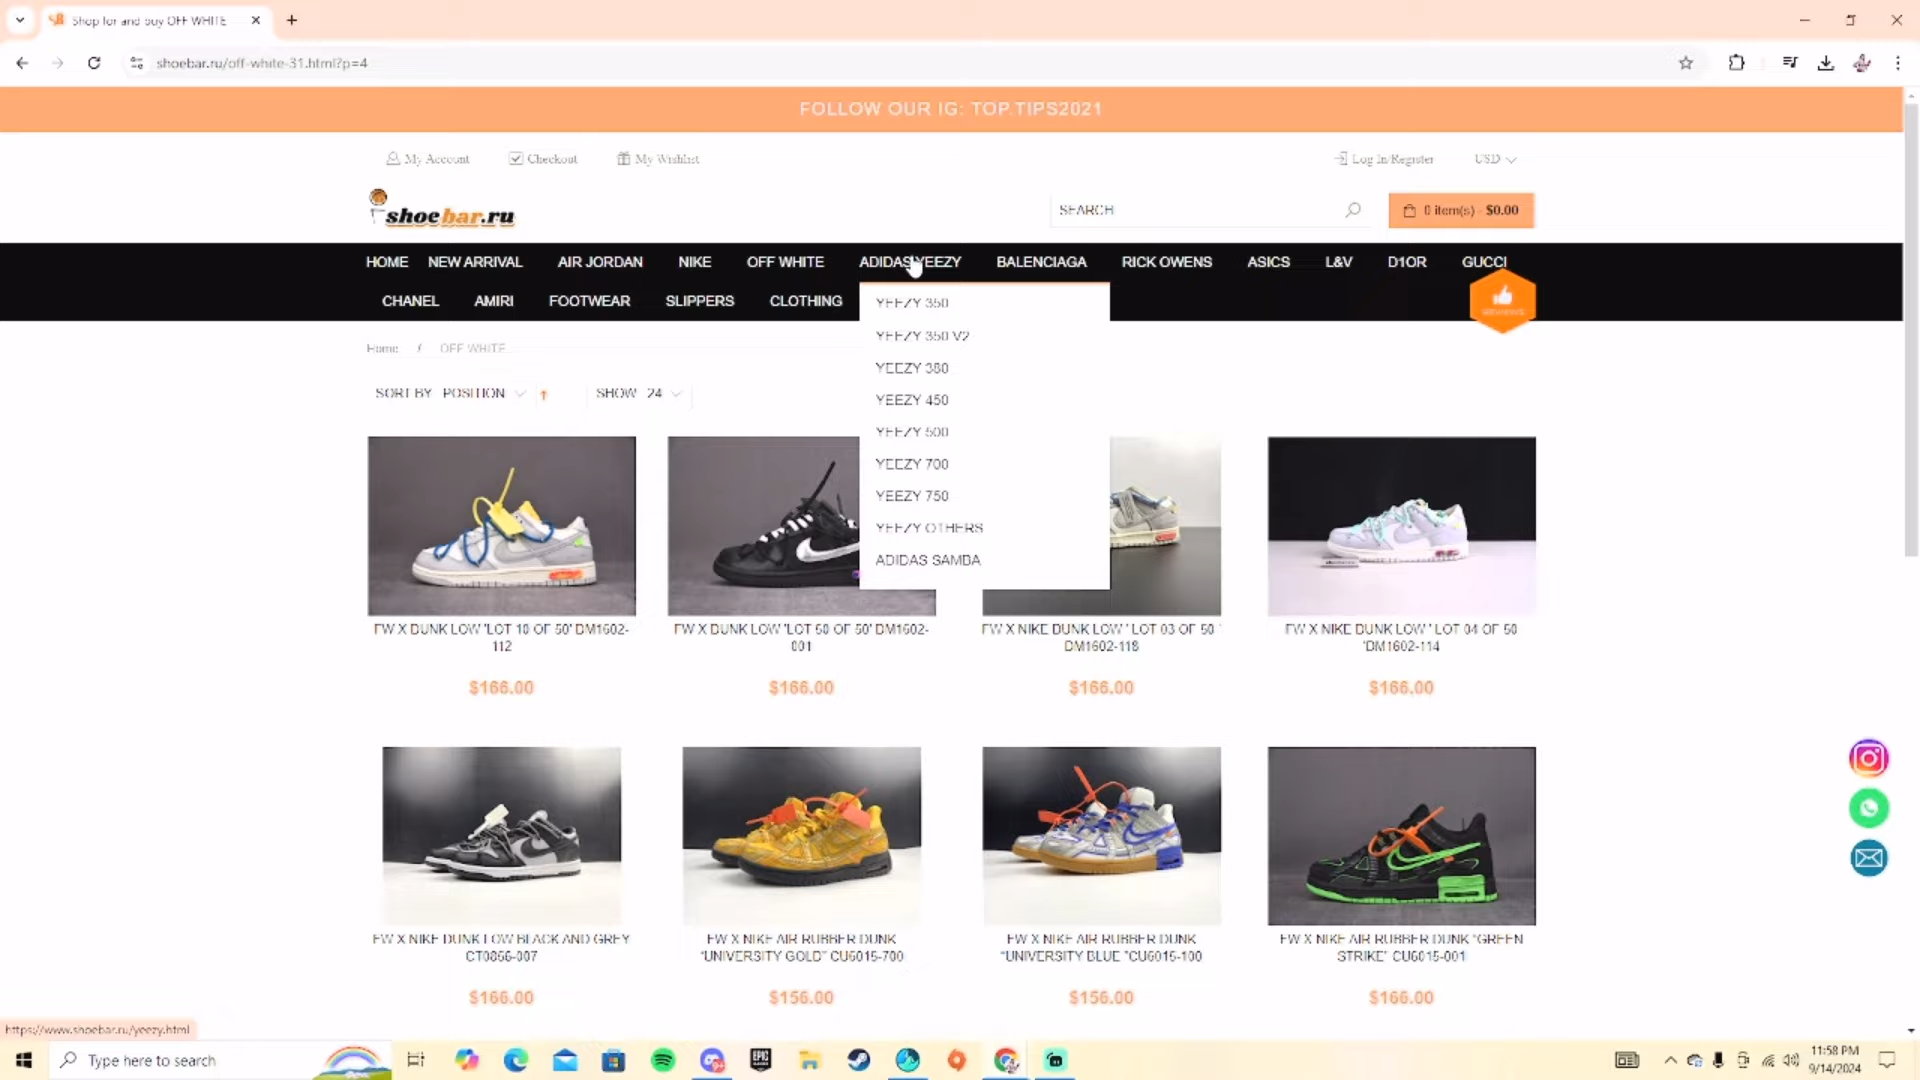 Shop for and buy OFF WHITE
shoebar.ru/off-white-31.html?p=4
FOLLOW OUR IG: TOP.TIPS2021
My Account Checkout My Wishlist Log In/Register USD
shoebar.ru
SEARCH
0 item(s) - $0.00
HOME NEW ARRIVAL AIR JORDAN NIKE OFF WHITE ADIDAS YEEZY BALENCIAGA RICK OWENS ASICS L&V D1OR GUCCI
CHANEL AMIRI FOOTWEAR SLIPPERS CLOTHING
REVIEWS
YEEZY 350
YEEZY 350 V2
YEEZY 380
YEEZY 450
YEEZY 500
YEEZY 700
YEEZY 750
YEEZY OTHERS
ADIDAS SAMBA
Home / OFF WHITE
SORT BY POSITION SHOW 24
FW X DUNK LOW 'LOT 10 OF 50' DM1602-
112
$166.00
FW X DUNK LOW 'LOT 50 OF 50' DM1602-
001
$166.00
FW X NIKE DUNK LOW ' LOT 03 OF 50 '
DM1602-118
$166.00
FW X NIKE DUNK LOW ' LOT 04 OF 50
'DM1602-114
$166.00
FW X NIKE DUNK LOW BLACK AND GREY
CT0856-007
$166.00
FW X NIKE AIR RUBBER DUNK
“UNIVERSITY GOLD” CU6015-700
$156.00
FW X NIKE AIR RUBBER DUNK
“UNIVERSITY BLUE ”CU6015-100
$156.00
FW X NIKE AIR RUBBER DUNK “GREEN
STRIKE” CU6015-001
$166.00
https://www.shoebar.ru/yeezy.html
Type here to search
EPIC
11:58 PM
9/14/2024